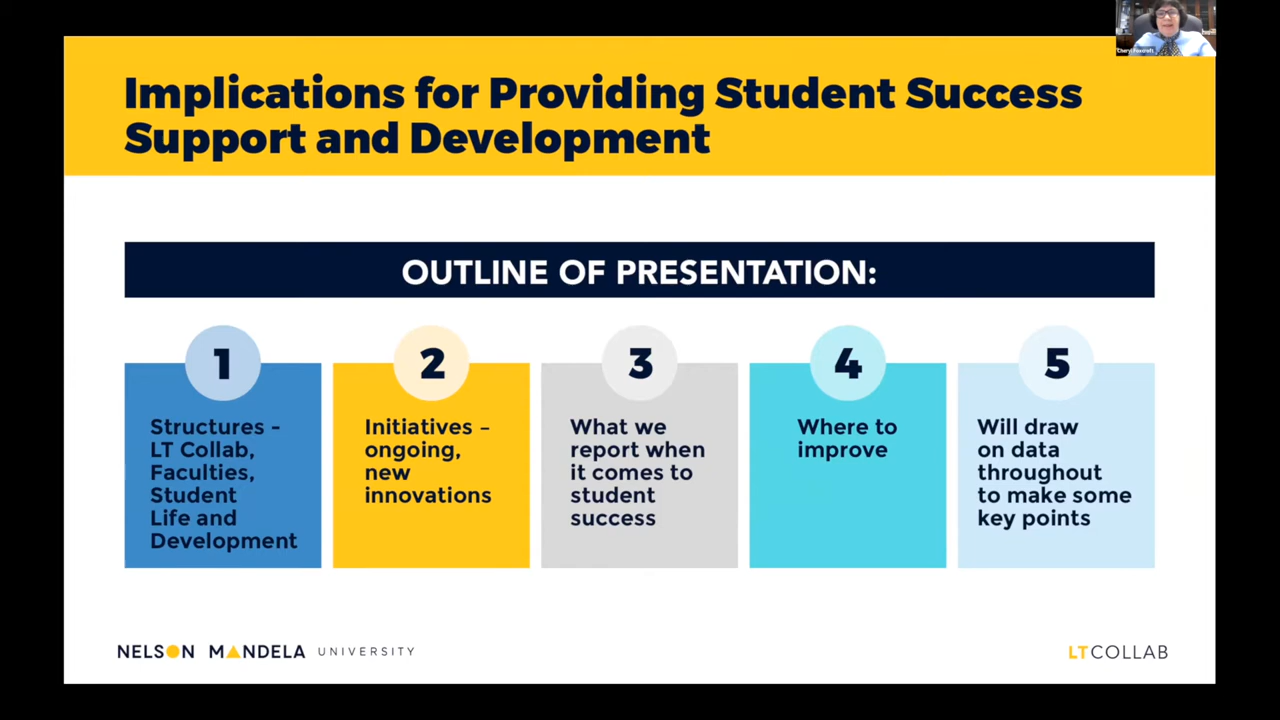 Cheryl Foxcroft
Implications for Providing Student Success
Support and Development
OUTLINE OF PRESENTATION:
1
Structures -
LT Collab,
Faculties,
Student
Life and
Development
2
Initiatives –
ongoing,
new
innovations
3
What we
report when
it comes to
student
success
4
Where to
improve
5
Will draw
on data
throughout
to make some
key points
NELSON MANDELA UNIVERSITY
LTCOLLAB